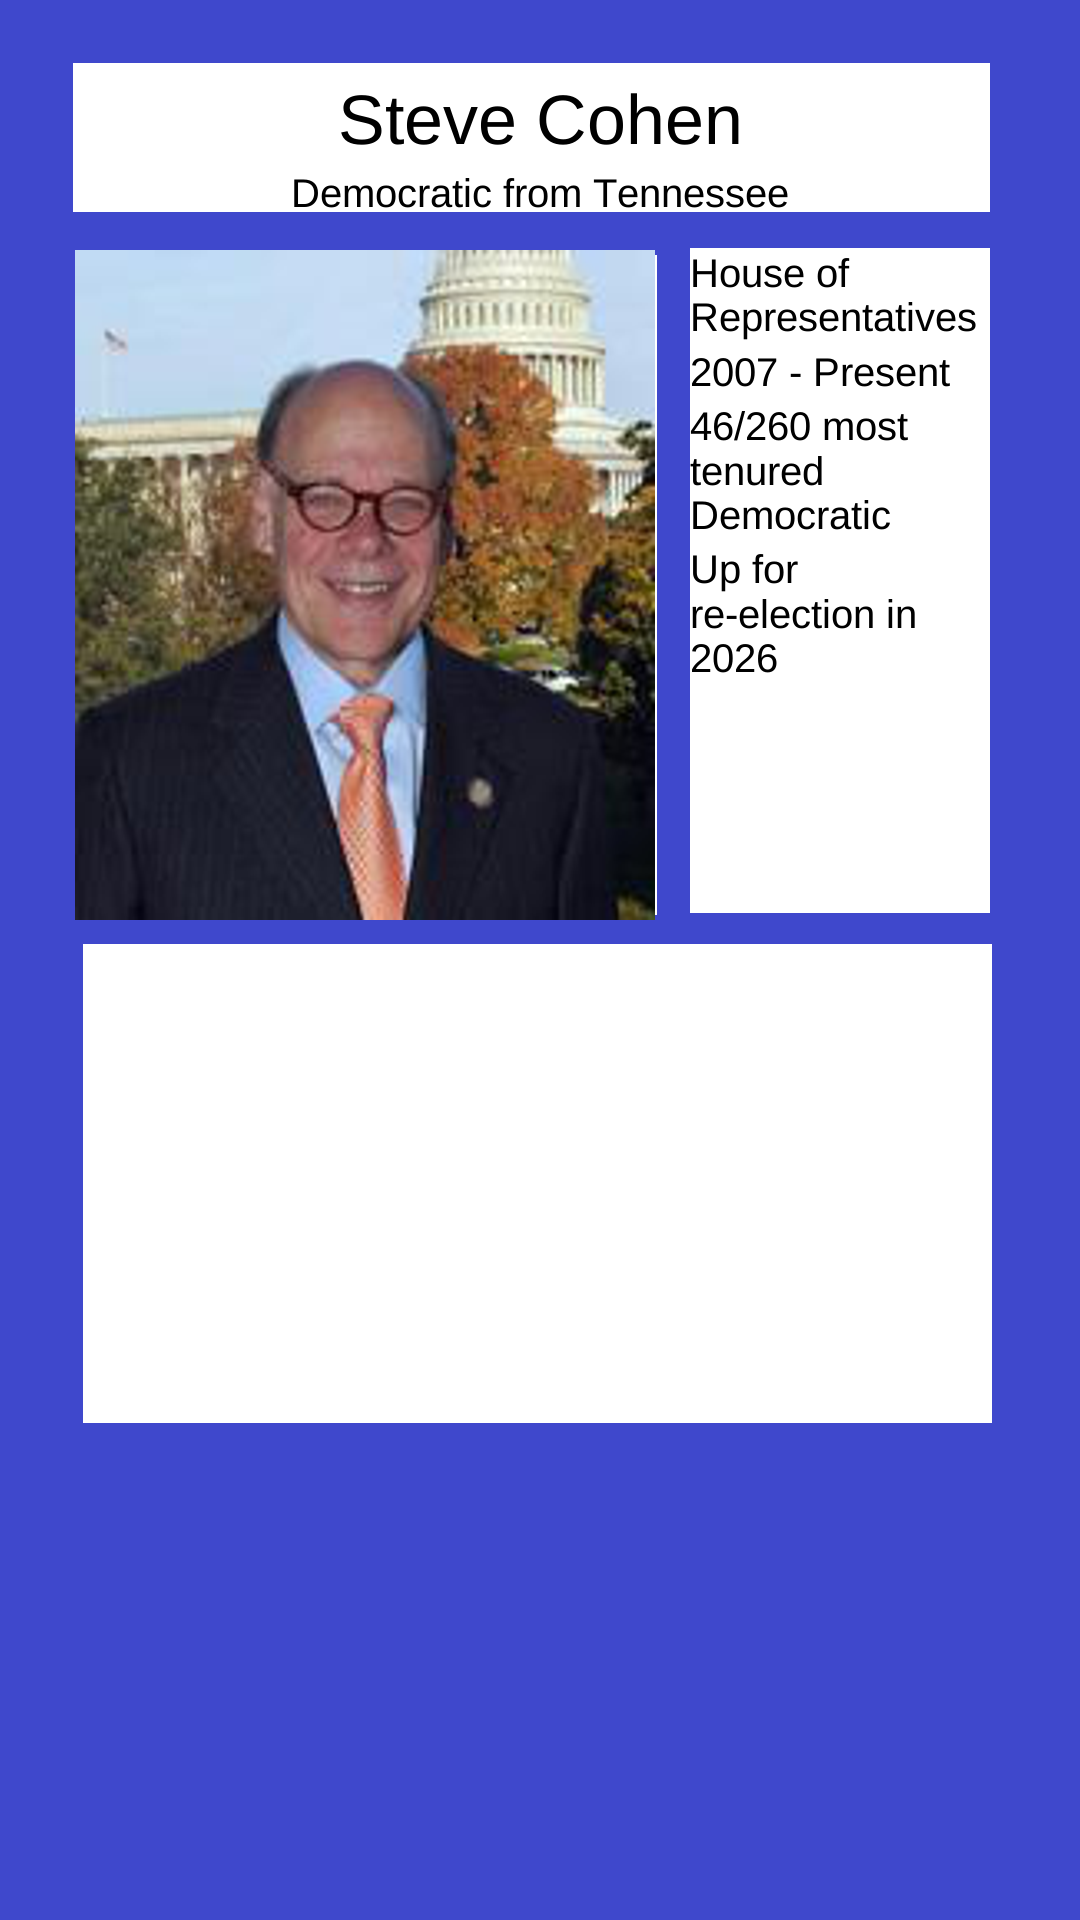 Steve Cohen
Democratic from Tennessee
House of
Representatives
2007 - Present
46/260 most
tenured
Democratic
Up for
re-election in
2026